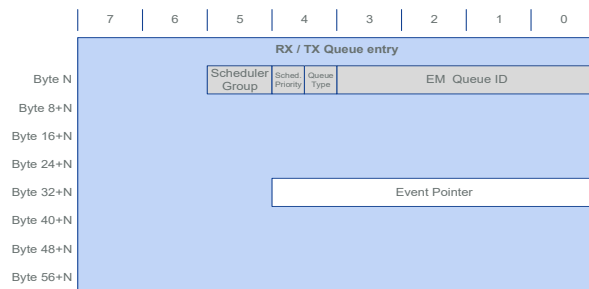 7 6 5 4 3 2 1 0
RX / TX Queue entry
Byte N
Scheduler Group
Sched. Priority
Queue Type
EM Queue ID
Byte 8+N
Byte 16+N
Byte 24+N
Byte 32+N
Event Pointer
Byte 40+N
Byte 48+N
Byte 56+N